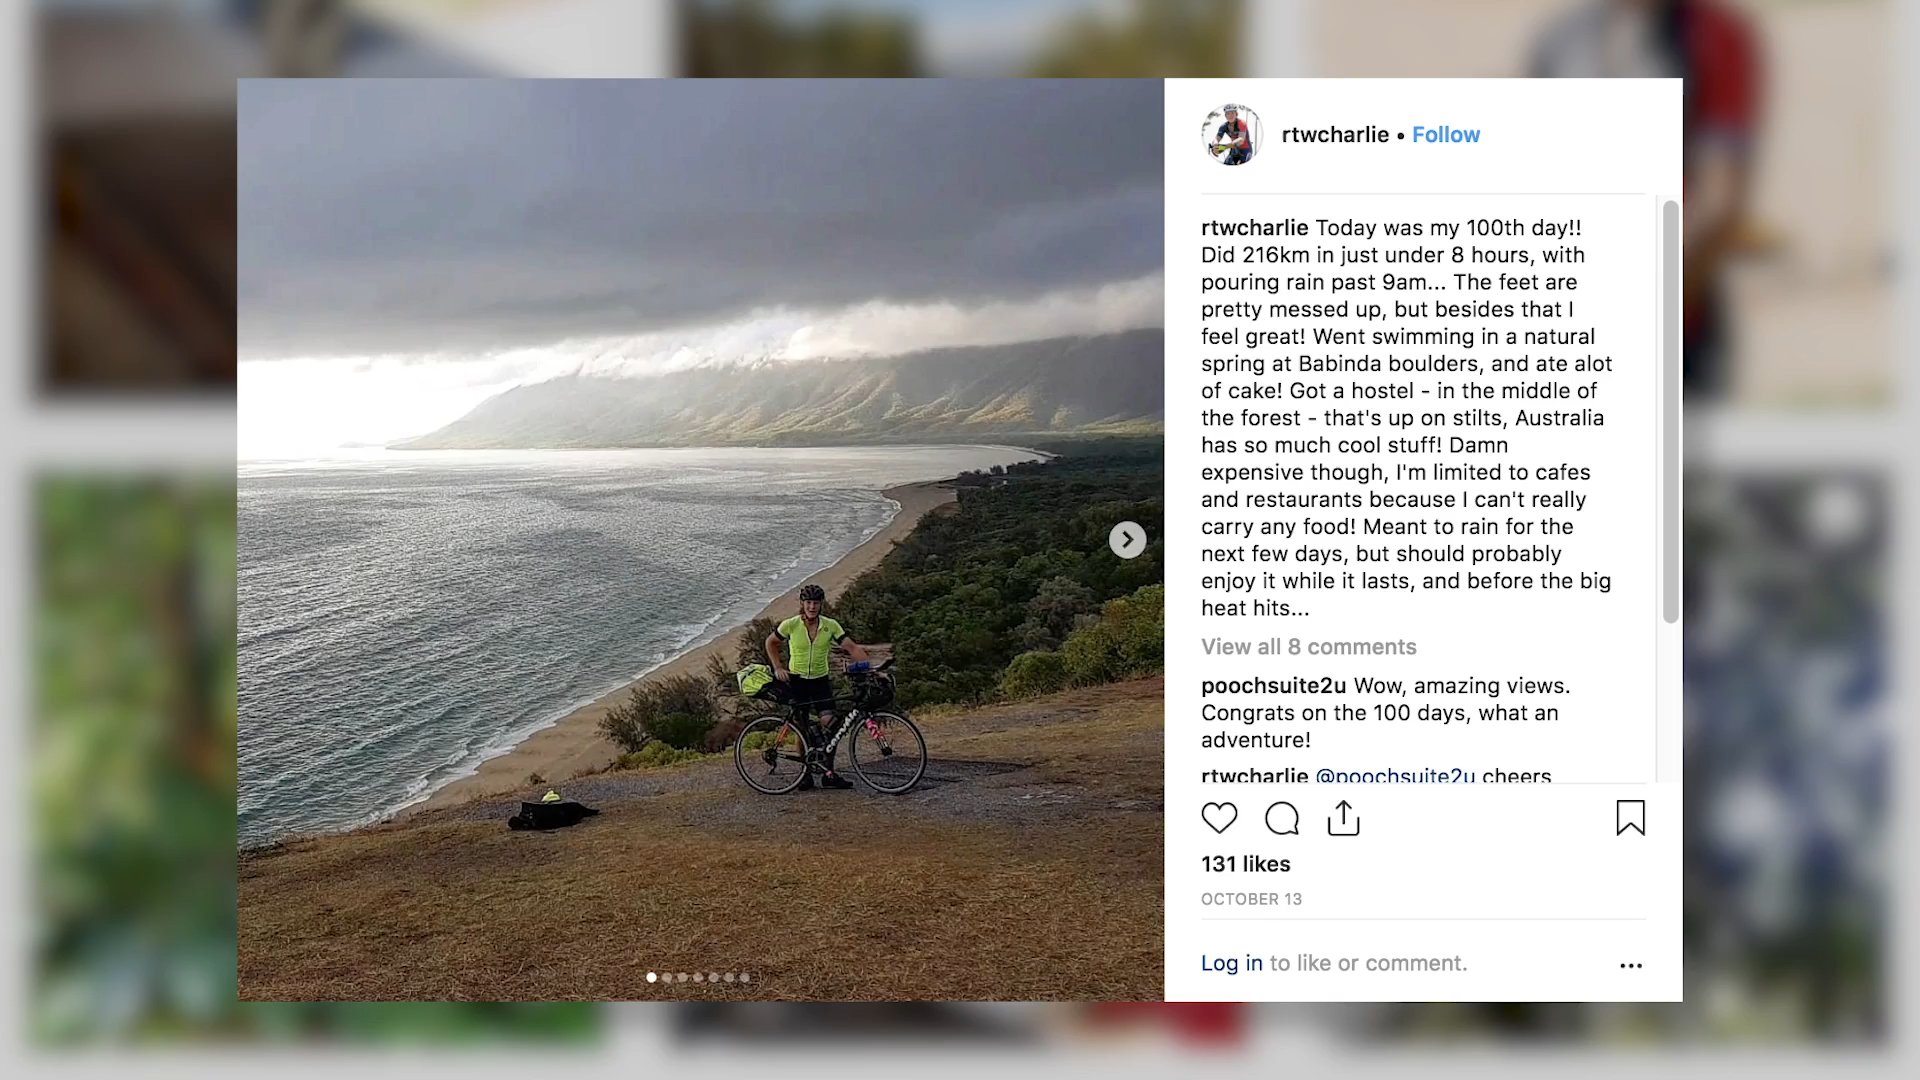 rtwcharlie • Follow
rtwcharlie Today was my 100th day!!
Did 216km in just under 8 hours, with
pouring rain past 9am... The feet are
pretty messed up, but besides that I
feel great! Went swimming in a natural
spring at Babinda boulders, and ate alot
of cake! Got a hostel - in the middle of
the forest - that's up on stilts, Australia
has so much cool stuff! Damn
expensive though, I'm limited to cafes
and restaurants because I can't really
carry any food! Meant to rain for the
next few days, but should probably
enjoy it while it lasts, and before the big
heat hits...
View all 8 comments
poochsuite2u Wow, amazing views.
Congrats on the 100 days, what an
adventure!
rtwcharlie @poochsuite2u cheers
131 likes
OCTOBER 13
Log in to like or comment.
canyon